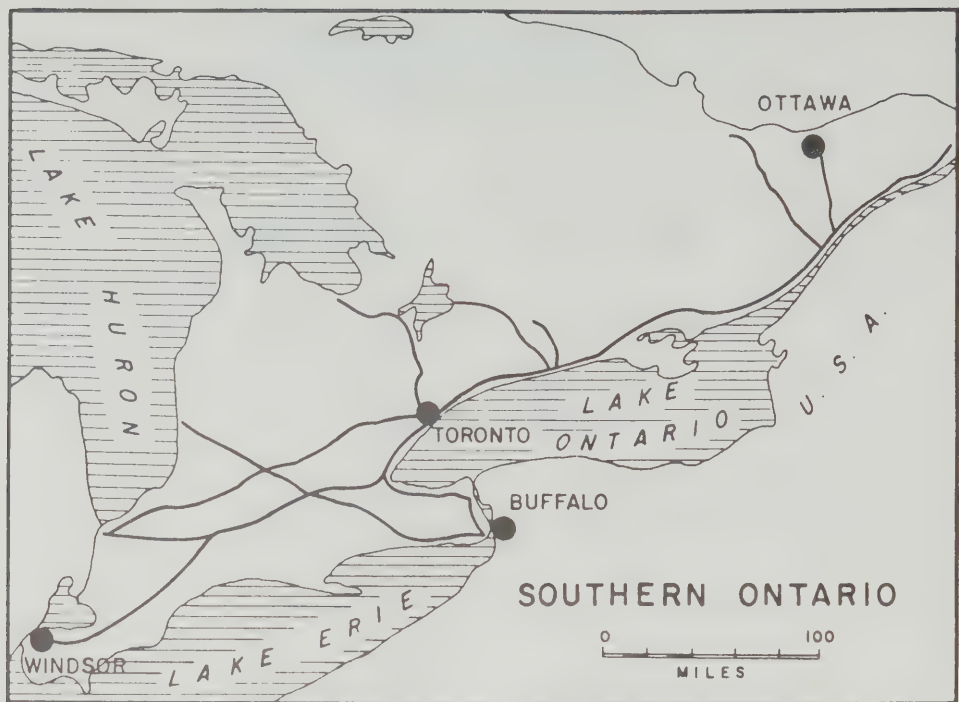 OTTAWA
LAKE HURON
LAKE ONTARIO
U. S. A.
TORONTO
BUFFALO
SOUTHERN ONTARIO
LAKE ERIE
0 100
MILES
WINDSOR